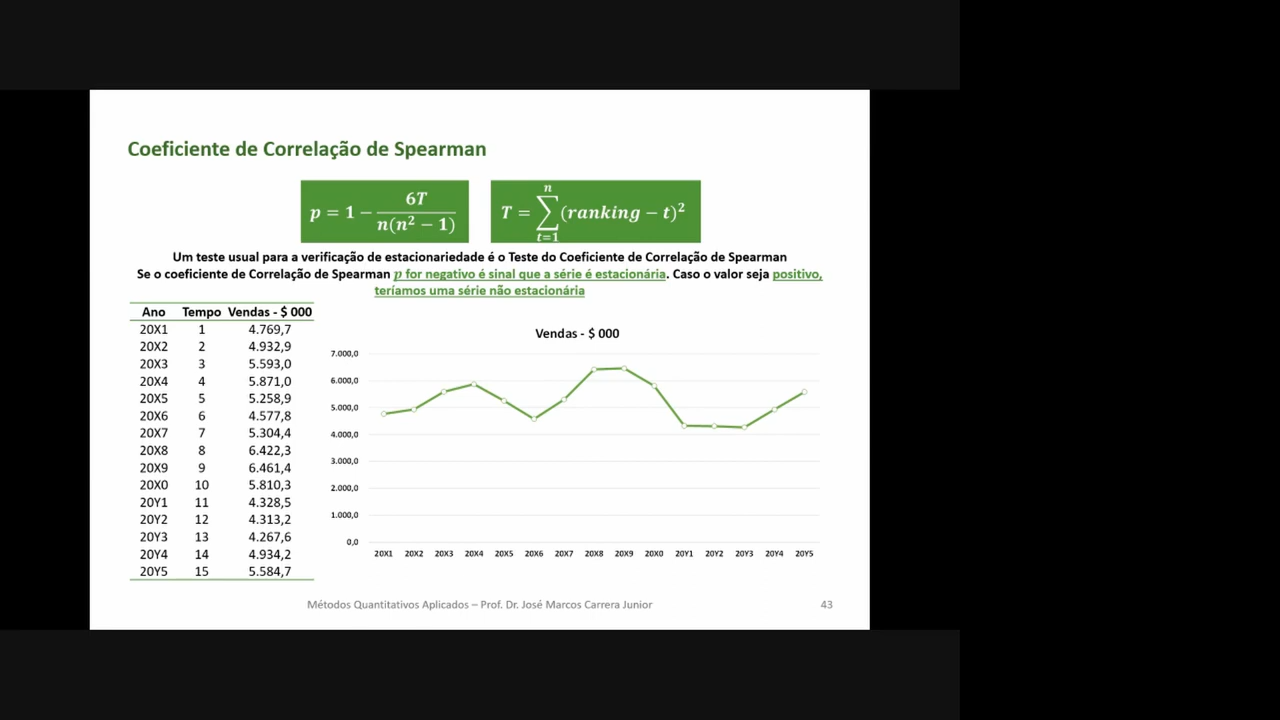 Coeficiente de Correlação de Spearman
p = 1 − 6T / n(n² − 1)
T = ∑ₜ₌₁ⁿ (ranking − t)²
Um teste usual para a verificação de estacionariedade é o Teste do Coeficiente de Correlação de Spearman
Se o coeficiente de Correlação de Spearman p for negativo é sinal que a série é estacionária. Caso o valor seja positivo,
teríamos uma série não estacionária
Ano Tempo Vendas - $ 000
20X1 1 4.769,7
20X2 2 4.932,9
20X3 3 5.593,0
20X4 4 5.871,0
20X5 5 5.258,9
20X6 6 4.577,8
20X7 7 5.304,4
20X8 8 6.422,3
20X9 9 6.461,4
20X0 10 5.810,3
20Y1 11 4.328,5
20Y2 12 4.313,2
20Y3 13 4.267,6
20Y4 14 4.934,2
20Y5 15 5.584,7
Vendas - $ 000
7.000,0
6.000,0
5.000,0
4.000,0
3.000,0
2.000,0
1.000,0
0,0
20X1 20X2 20X3 20X4 20X5 20X6 20X7 20X8 20X9 20X0 20Y1 20Y2 20Y3 20Y4 20Y5
Métodos Quantitativos Aplicados – Prof. Dr. José Marcos Carrera Junior 43